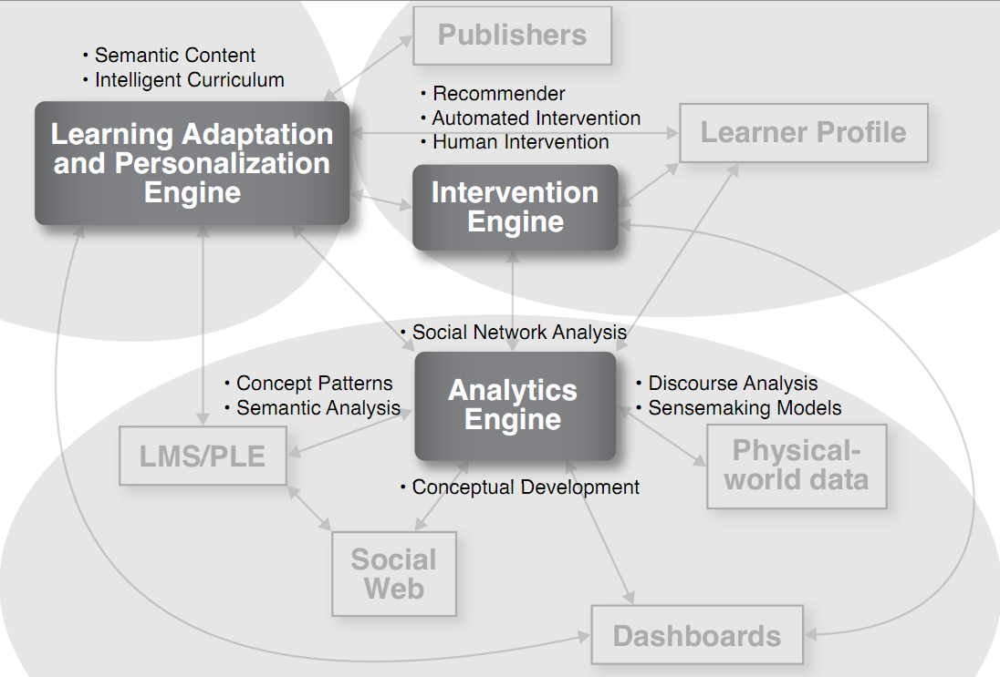 Publishers
• Semantic Content
• Intelligent Curriculum
• Recommender
• Automated Intervention
• Human Intervention
Learning Adaptation
and Personalization
Engine
Learner Profile
Intervention
Engine
• Social Network Analysis
• Concept Patterns
• Semantic Analysis
Analytics
Engine
• Discourse Analysis
• Sensemaking Models
LMS/PLE
Physical-
world data
• Conceptual Development
Social
Web
Dashboards